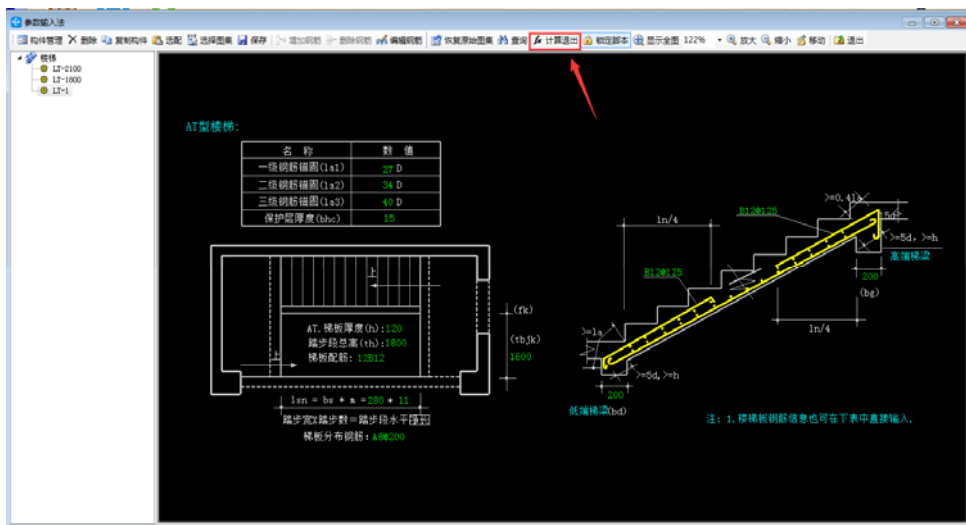 参数输入法
构件管理 删除 复制构件 选配 选择图集 保存 增加钢筋 删除钢筋 编辑钢筋 恢复原始图集 查询 计算退出 锁定脚本 显示全图 122% 放大 缩小 移动 退出
楼梯
LT-2100
LT-1800
LT-1
AT型楼梯:
名 称 数 值
一级钢筋锚固(la1) 27 D
二级钢筋锚固(la2) 34 D
三级钢筋锚固(la3) 40 D
保护层厚度(bhc) 15
上
AT.梯板厚度(h):120
踏步段总高(th):1800
梯板配筋:12B12
上
(fk)
(tbjk)
1600
lsn = bs * m =280 * 11
踏步宽X踏步数=踏步段水平
梯板分布钢筋:A8@200
ln/4
B12@125
B12@125
>=5d, >=h
高端梯梁
200
(bg)
ln/4
>=la
>=5d, >=h
200
低端梯梁(bd)
注: 1.楼梯板钢筋信息也可在下表中直接输入.